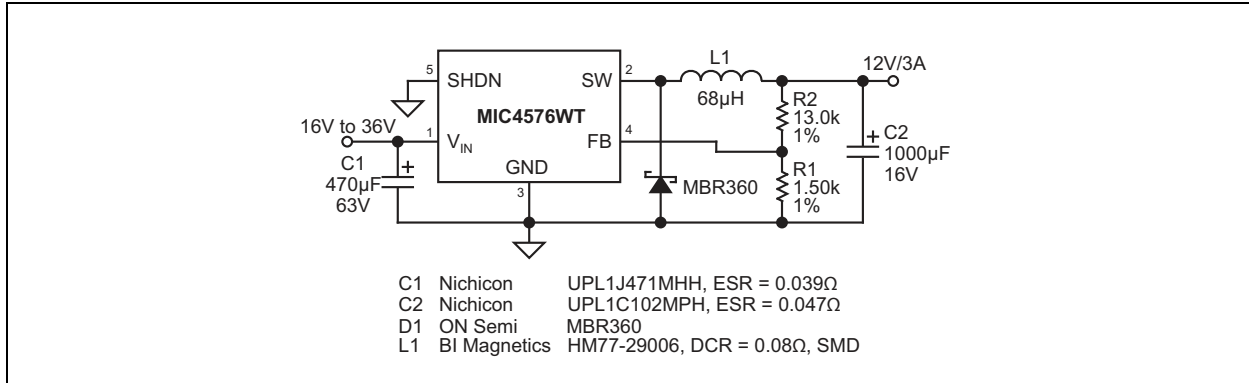 L1
68µH
12V/3A
5 SHDN
SW 2
MIC4576WT
16V to 36V
1 VIN
FB 4
GND
3
C1
470µF
63V
+
MBR360
R2
13.0k
1%
R1
1.50k
1%
+
C2
1000µF
16V
C1 Nichicon UPL1J471MHH, ESR = 0.039Ω
C2 Nichicon UPL1C102MPH, ESR = 0.047Ω
D1 ON Semi MBR360
L1 BI Magnetics HM77-29006, DCR = 0.08Ω, SMD